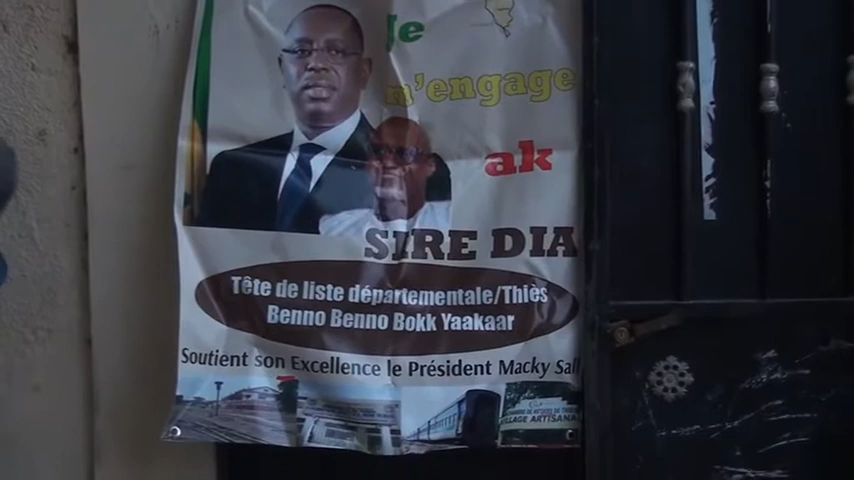 Je
m'engage
ak
SIRE DIA
Tête de liste départementale/Thiès
Benno Benno Bokk Yaakaar
Soutient son Excellence le Président Macky Sall
VILLAGE ARTISANAL